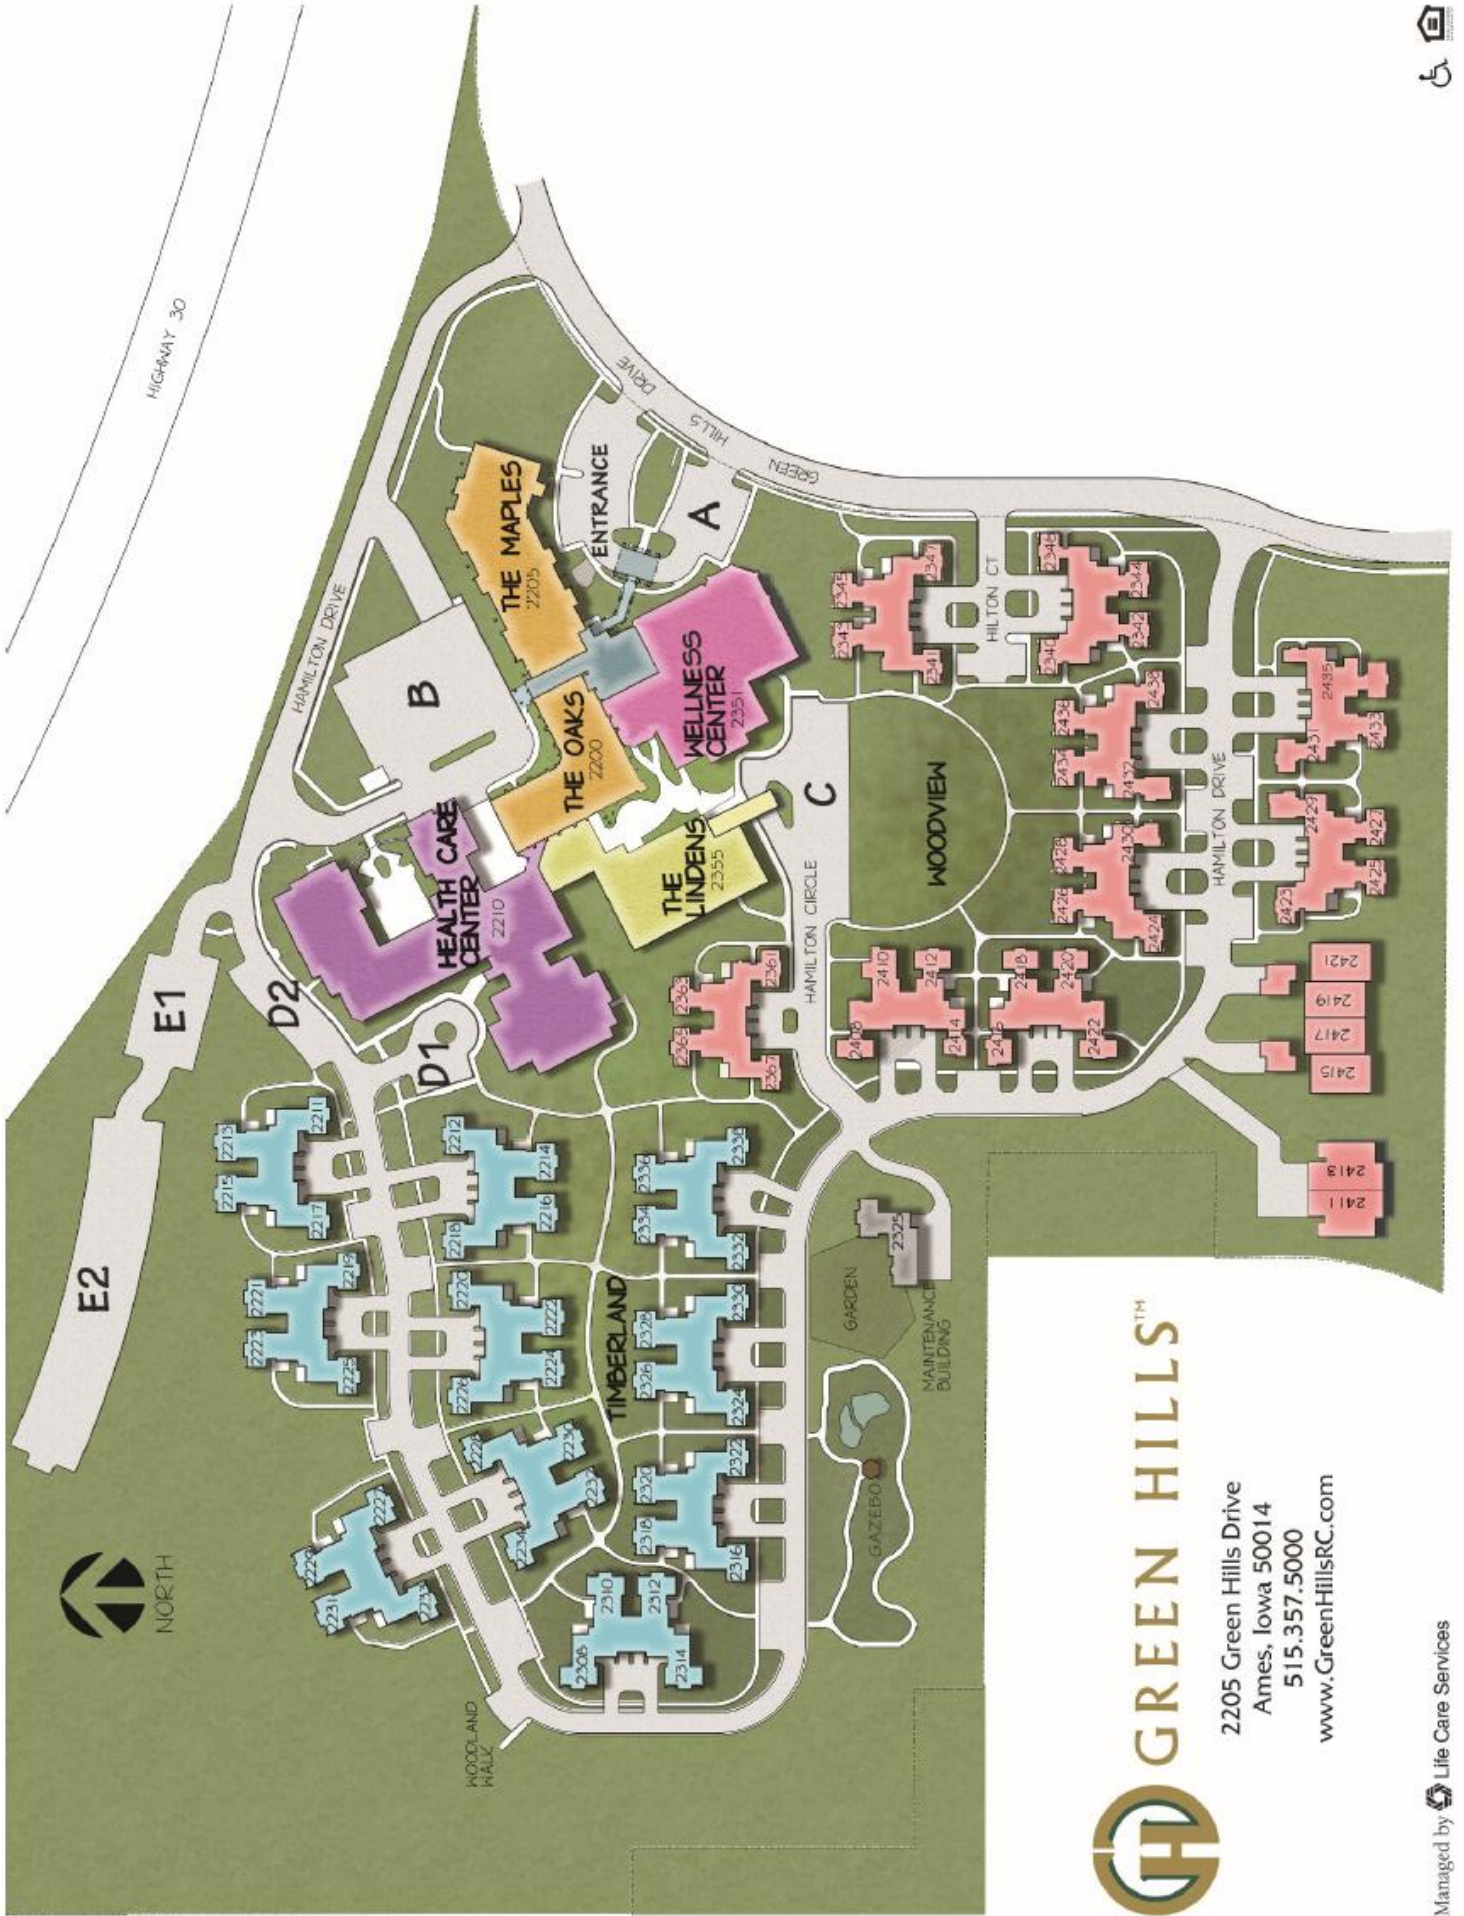 HIGHWAY 30
HAMILTON DRIVE
GREEN HILLS DRIVE
ENTRANCE
A
B
THE MAPLES
2205
THE OAKS
2200
WELLNESS
CENTER
2351
HEALTH CARE
CENTER
2210
THE
LINDENS
2355
C
D1
D2
E1
E2
NORTH
HAMILTON CIRCLE
WOODVIEW
HILTON CT
HAMILTON DRIVE
HAMILTON DRIVE
2345
2347
2343
2341
2346
2344
2342
2340
2438
2436
2434
2432
2435
2433
2431
2430
2428
2426
2424
2429
2427
2425
2423
2421
2419
2417
2415
2413
2411
2410
2412
2408
2414
2418
2420
2416
2422
2361
2363
2365
2367
2211
2213
2215
2217
2212
2214
2216
2218
2219
2221
2223
2225
2220
2222
2224
2226
2227
2229
2231
2230
2234
2338
2336
2334
2332
TIMBERLAND
2330
2328
2326
2324
2322
2320
2318
2316
2310
2312
2308
2314
2325
GARDEN
MAINTENANCE
BUILDING
GAZEBO
WOODLAND
WALK
GREEN HILLS™
2205 Green Hills Drive
Ames, Iowa 50014
515.357.5000
www.GreenHillsRC.com
Managed by Life Care Services